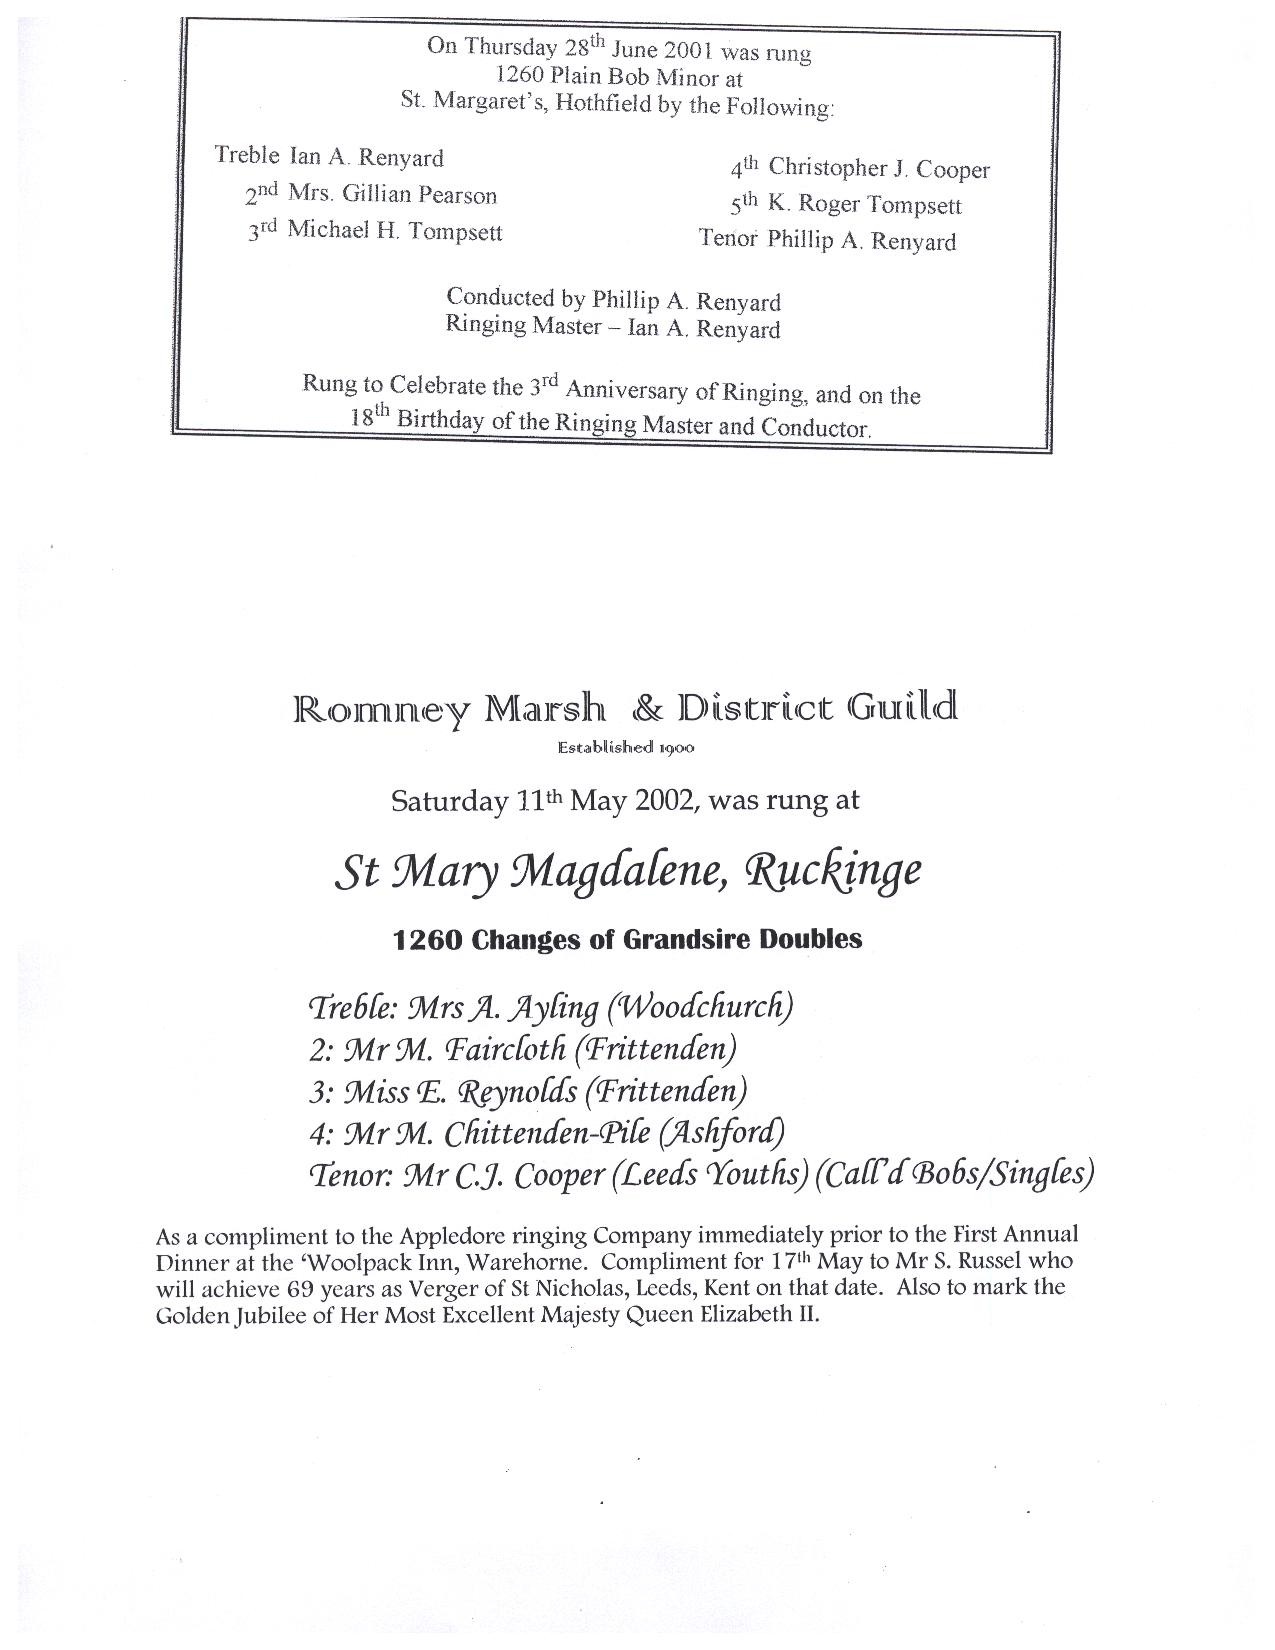 On Thursday 28th June 2001 was rung
1260 Plain Bob Minor at
St. Margaret's, Hothfield by the Following:
Treble Ian A. Renyard
2nd Mrs. Gillian Pearson
3rd Michael H. Tompsett
4th Christopher J. Cooper
5th K. Roger Tompsett
Tenor Phillip A. Renyard
Conducted by Phillip A. Renyard
Ringing Master – Ian A. Renyard
Rung to Celebrate the 3rd Anniversary of Ringing, and on the
18th Birthday of the Ringing Master and Conductor.
Romney Marsh & District Guild
Established 1900
Saturday 11th May 2002, was rung at
St Mary Magdalene, Ruckinge
1260 Changes of Grandsire Doubles
Treble: Mrs A. Ayling (Woodchurch)
2: Mr M. Faircloth (Frittenden)
3: Miss E. Reynolds (Frittenden)
4: Mr M. Chittenden-Pile (Ashford)
Tenor: Mr C.J. Cooper (Leeds Youths) (Call'd Bobs/Singles)
As a compliment to the Appledore ringing Company immediately prior to the First Annual
Dinner at the ‘Woolpack Inn, Warehorne. Compliment for 17th May to Mr S. Russel who
will achieve 69 years as Verger of St Nicholas, Leeds, Kent on that date. Also to mark the
Golden Jubilee of Her Most Excellent Majesty Queen Elizabeth II.